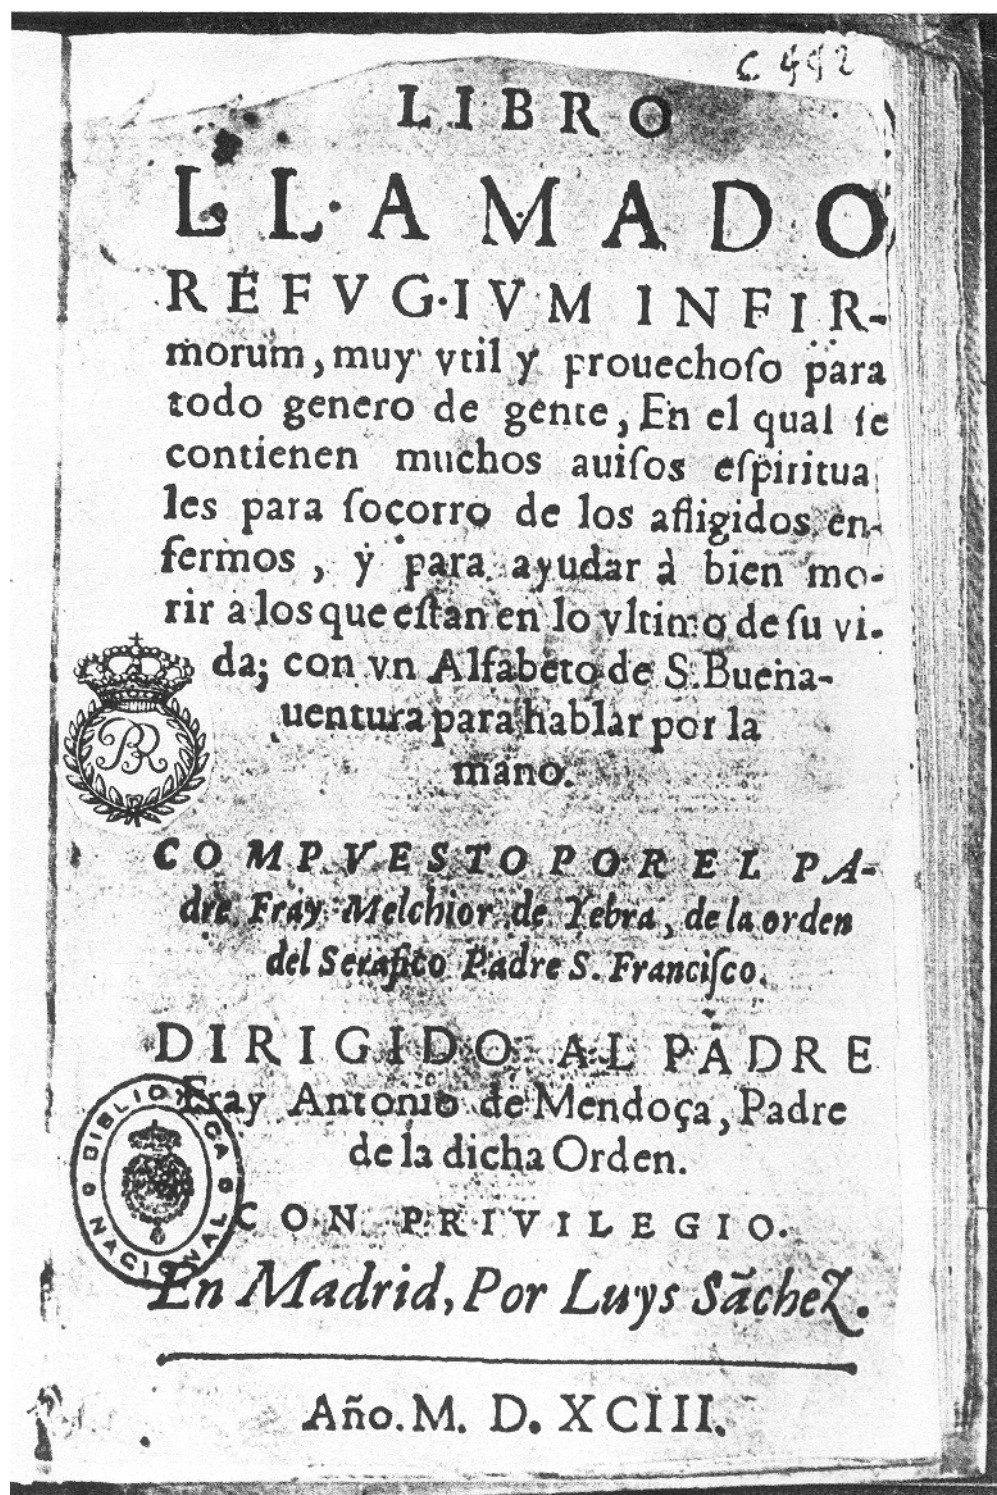 C 442
LIBRO
LLAMADO
REFVGIVM INFIR-
morum, muy vtil y prouechoſo para
todo genero de gente, En el qual ſe
contienen muchos auiſos eſpiritua
les para ſocorro de los afligidos en-
fermos, y para ayudar à bien mo-
rir a los que eſtan en lo vltimo de ſu vi-
da; con vn Alfabeto de S. Buena-
uentura para hablar por la
mano.
COMPVESTO POR EL PA-
dre Fray Melchior de Yebra, de la orden
del Serafico Padre S. Franciſco.
DIRIGIDO AL PADRE
Fray Antonio de Mendoça, Padre
de la dicha Orden.
BIBLIOTECA NACIONAL
CON PRIVILEGIO.
En Madrid, Por Luys Sãchez.
Año. M. D. XCIII.